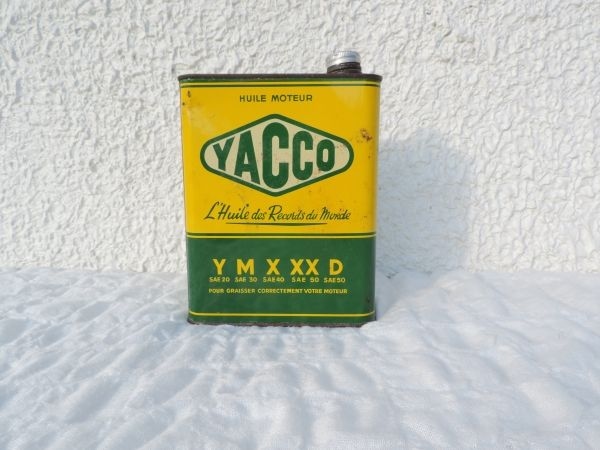 HUILE MOTEUR
YACCO
L'Huile des Records du Monde
Y M X XX D
SAE 20 SAE 30 SAE 40 SAE 50 SAE 50
POUR GRAISSER CORRECTEMENT VOTRE MOTEUR